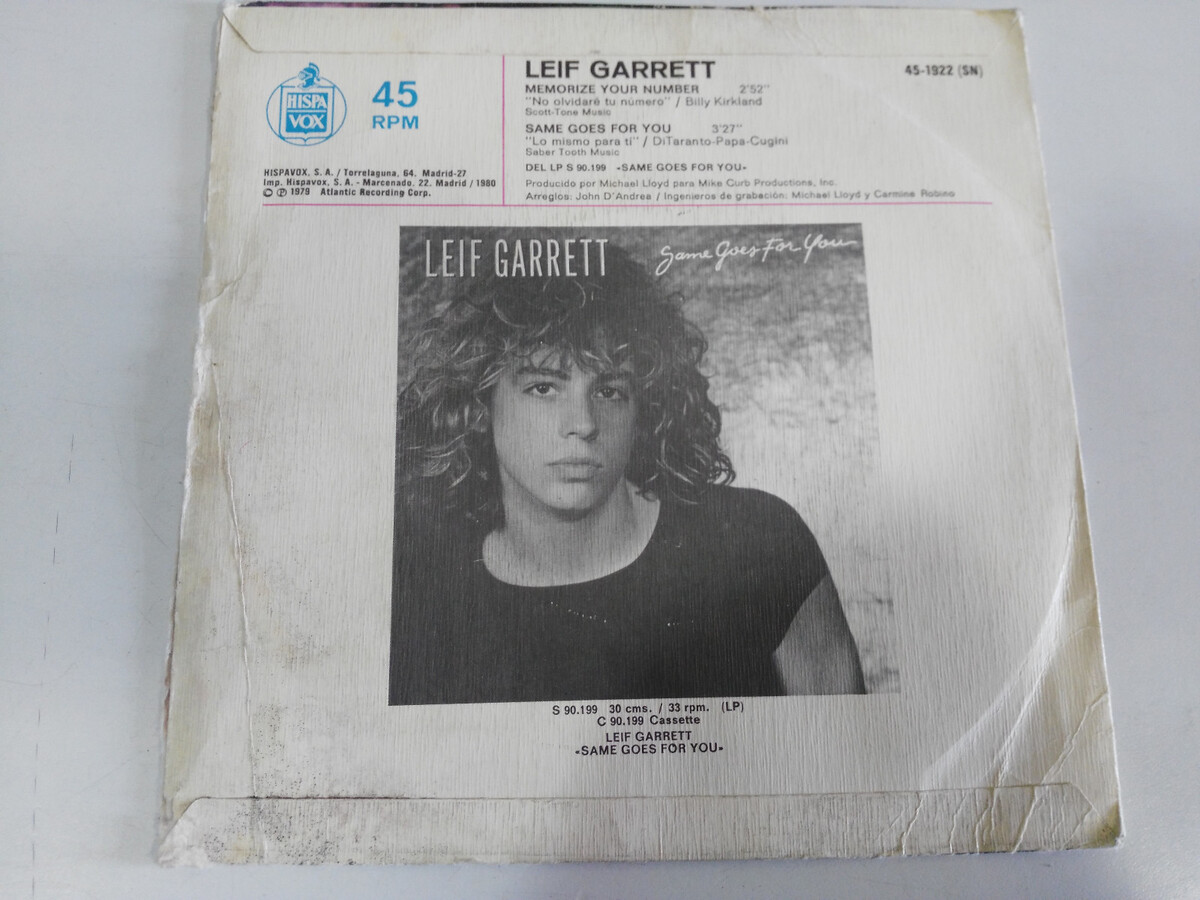 HISPA
VOX
45
RPM
HISPAVOX, S. A. / Torrelaguna, 64. Madrid-27
Imp. Hispavox, S. A. - Marcenado, 22. Madrid / 1980
© ℗ 1979 Atlantic Recording Corp.
LEIF GARRETT
45-1922 (SN)
MEMORIZE YOUR NUMBER 2'52"
"No olvidaré tu número" / Billy Kirkland
Scott-Tone Music
SAME GOES FOR YOU 3'27"
"Lo mismo para ti" / DiTaranto-Papa-Cugini
Saber Tooth Music
DEL LP S 90.199 «SAME GOES FOR YOU»
Producido por Michael Lloyd para Mike Curb Productions, Inc.
Arreglos: John D'Andrea / Ingenieros de grabación: Michael Lloyd y Carmine Robino
LEIF GARRETT
Same Goes For You
S 90.199 30 cms. / 33 rpm. (LP)
C 90.199 Cassette
LEIF GARRETT
«SAME GOES FOR YOU»